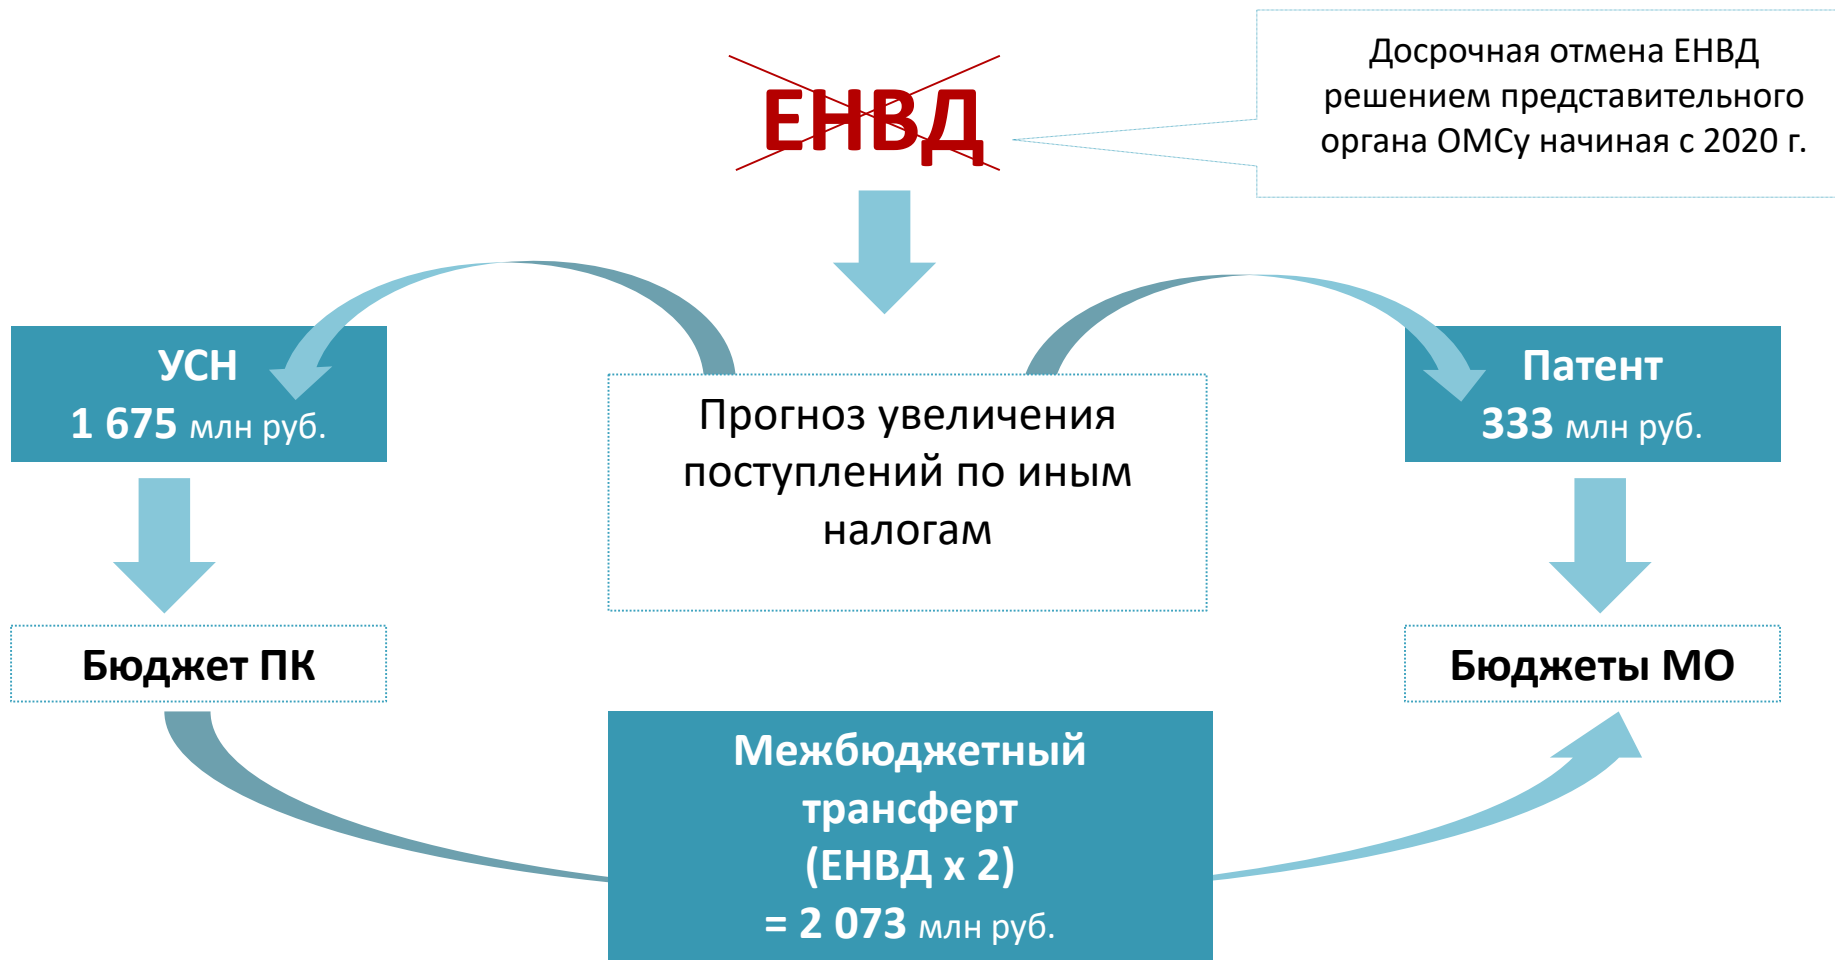 ЕНВД
Досрочная отмена ЕНВД
решением представительного
органа ОМСу начиная с 2020 г.
УСН
1 675 млн руб.
Прогноз увеличения
поступлений по иным
налогам
Патент
333 млн руб.
Бюджет ПК
Бюджеты МО
Межбюджетный
трансферт
(ЕНВД х 2)
= 2 073 млн руб.